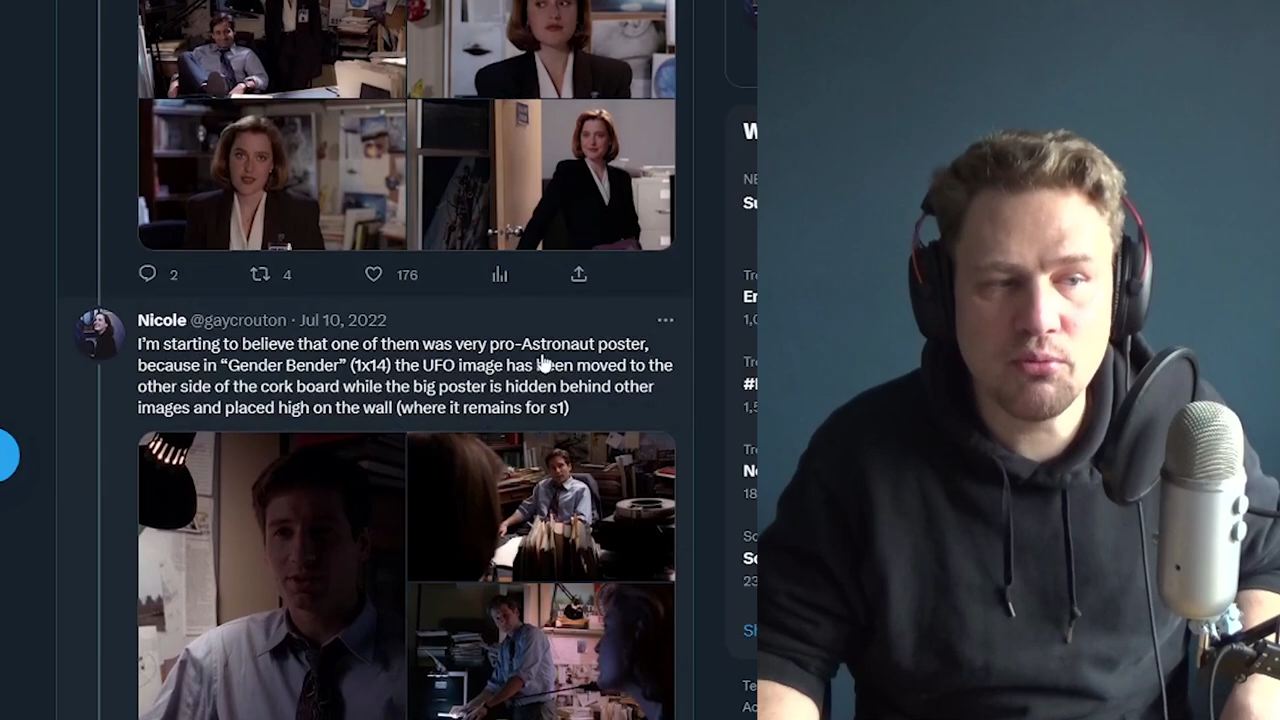 2 4 176
Nicole @gaycrouton · Jul 10, 2022
I'm starting to believe that one of them was very pro-Astronaut poster,
because in “Gender Bender” (1x14) the UFO image has been moved to the
other side of the cork board while the big poster is hidden behind other
images and placed high on the wall (where it remains for s1)